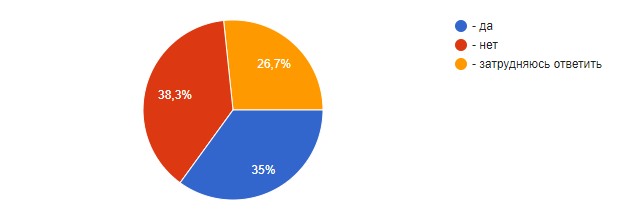 - да
- нет
- затрудняюсь ответить
26,7%
38,3%
35%